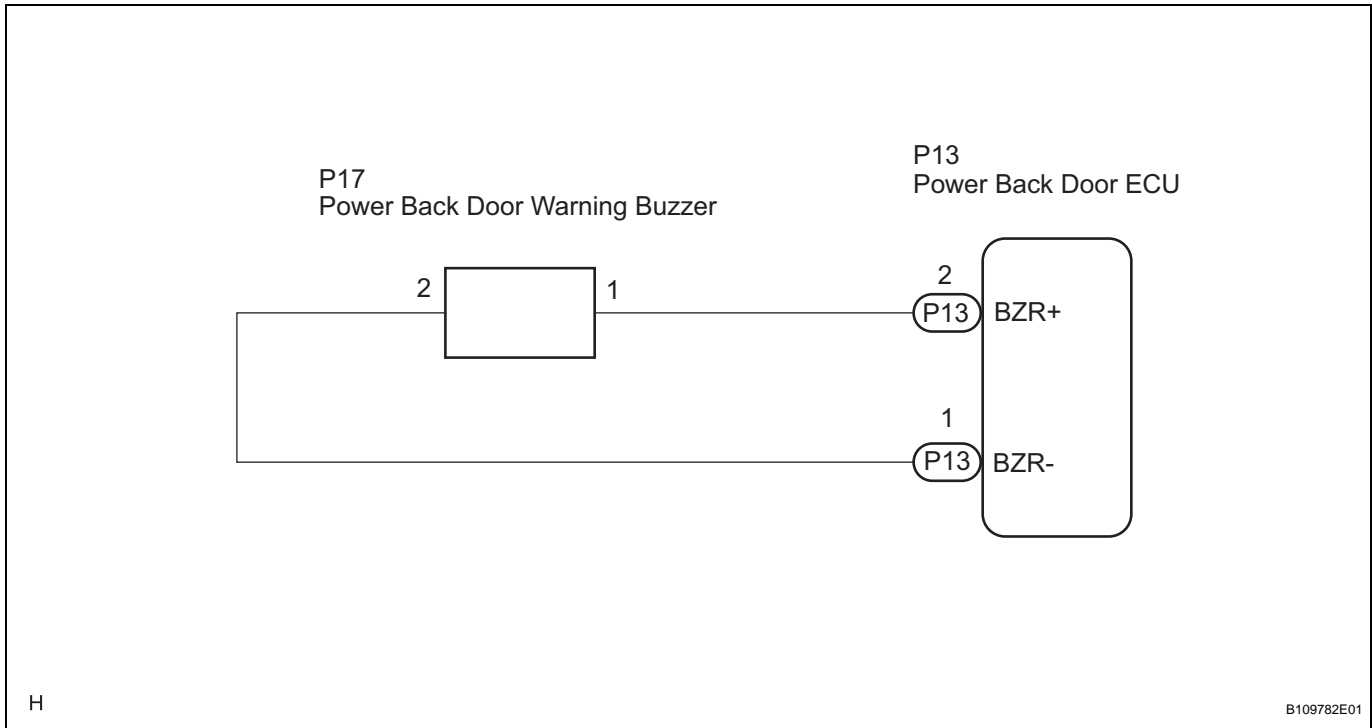 P17
Power Back Door Warning Buzzer
P13
Power Back Door ECU
2
1
2
P13
BZR+
1
P13
BZR-
H
B109782E01